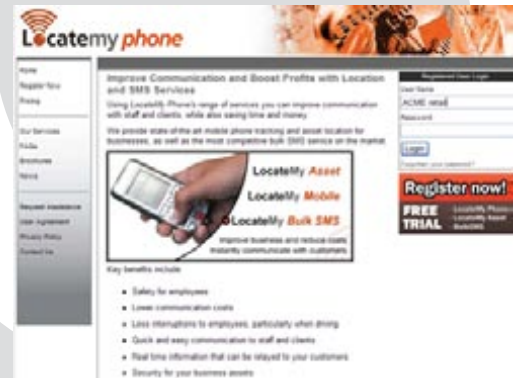 Locatemy phone
Home
Register Now
Pricing
Our Services
FAQs
Brochures
News
Request Assistance
User Agreement
Privacy Policy
Contact Us
Improve Communication and Boost Profits with Location
and SMS Services
Using LocateMy Phone's range of services you can improve communication
with staff and clients, while also saving time and money.
We provide state-of-the-art mobile phone tracking and asset location for
businesses, as well as the most competitive bulk SMS service on the market.
LocateMy Asset
LocateMy Mobile
LocateMy Bulk SMS
Improve business and reduce costs
Instantly communicate with customers
Key benefits include:
Safety for employees
Lower communication costs
Less interruptions to employees, particularly when driving
Quick and easy communication to staff and clients
Real time information that can be relayed to your customers
Security for your business assets
Registered User Login
User Name
ACME retail
Password
Login
Forgotten your password?
Register now!
FREE
TRIAL
LocateMy Phone
LocateMy Asset
BulkSMS